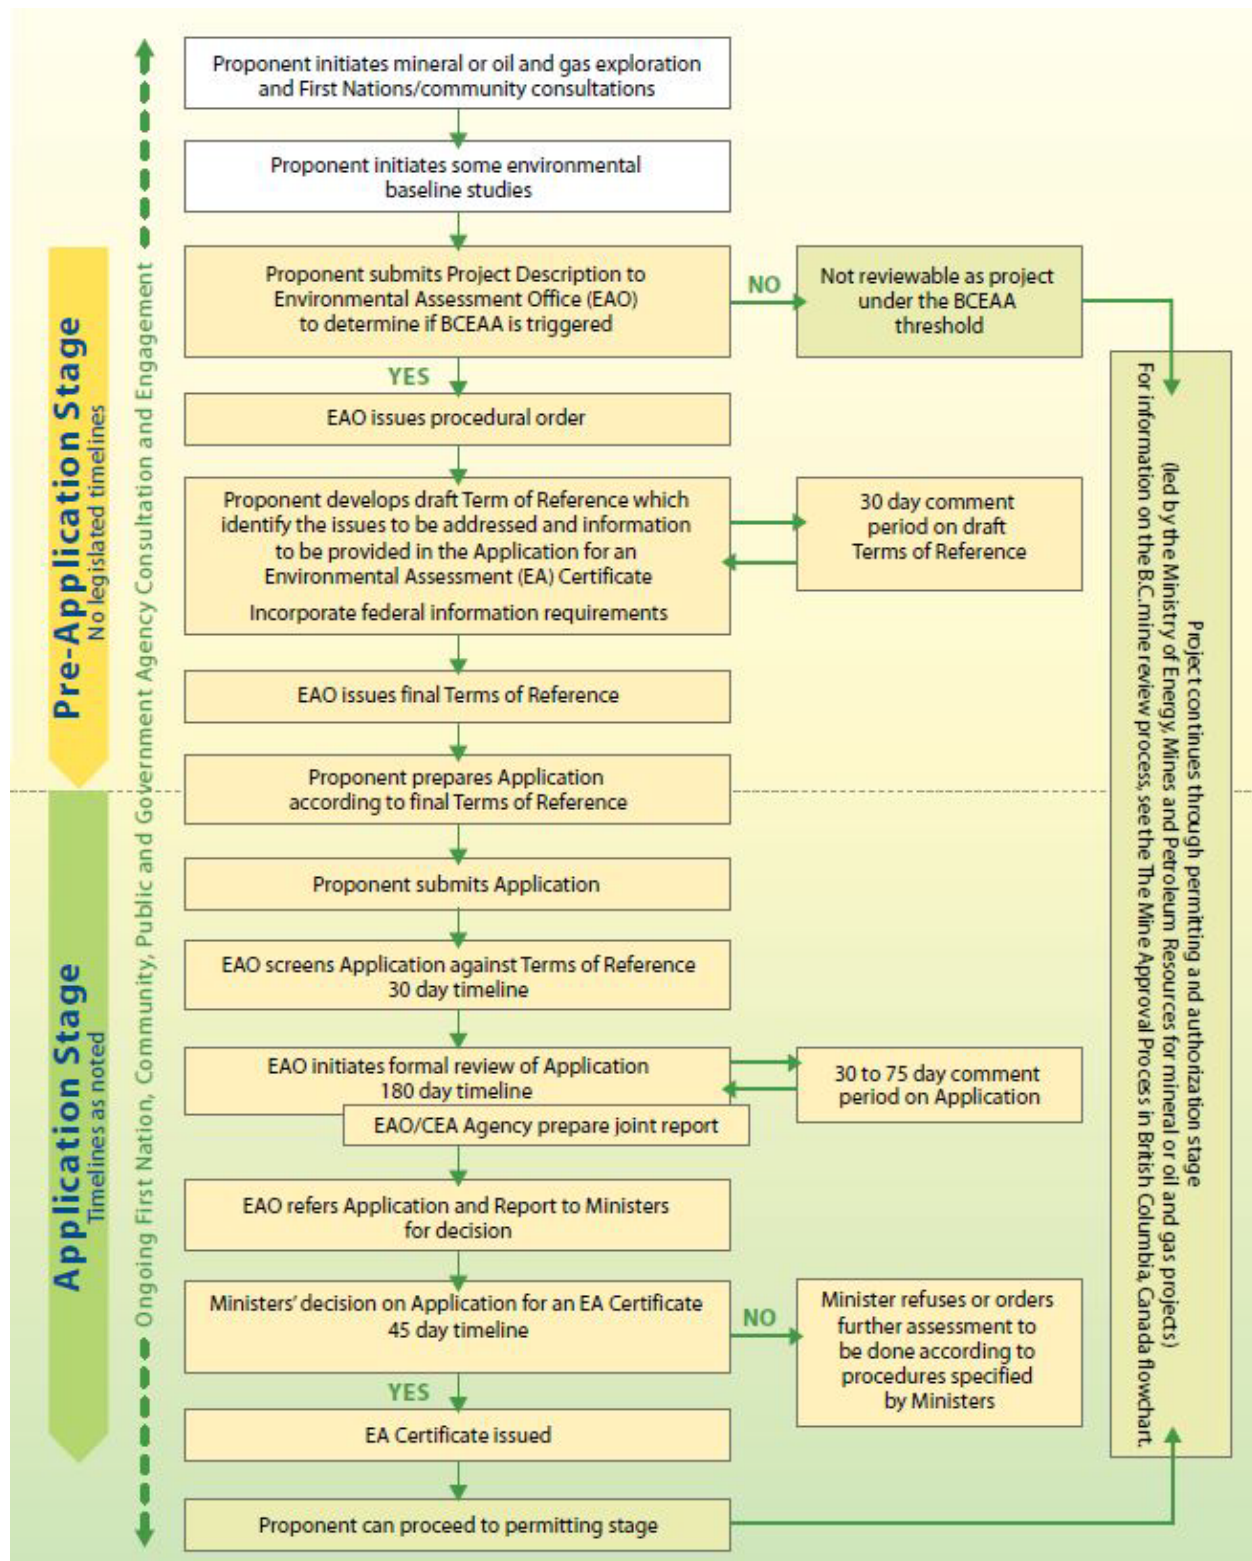 Proponent initiates mineral or oil and gas exploration
and First Nations/community consultations
Proponent initiates some environmental
baseline studies
Proponent submits Project Description to
Environmental Assessment Office (EAO)
to determine if BCEAA is triggered
NO
Not reviewable as project
under the BCEAA
threshold
YES
EAO issues procedural order
Proponent develops draft Term of Reference which
identify the issues to be addressed and information
to be provided in the Application for an
Environmental Assessment (EA) Certificate
Incorporate federal information requirements
30 day comment
period on draft
Terms of Reference
EAO issues final Terms of Reference
Proponent prepares Application
according to final Terms of Reference
Proponent submits Application
EAO screens Application against Terms of Reference
30 day timeline
EAO initiates formal review of Application
180 day timeline
EAO/CEA Agency prepare joint report
30 to 75 day comment
period on Application
EAO refers Application and Report to Ministers
for decision
Ministers' decision on Application for an EA Certificate
45 day timeline
NO
Minister refuses or orders
further assessment to
be done according to
procedures specified
by Ministers
YES
EA Certificate issued
Proponent can proceed to permitting stage
Pre-Application Stage
No legislated timelines
Application Stage
Timelines as noted
Ongoing First Nation, Community, Public and Government Agency Consultation and Engagement
Project continues through permitting and authorization stage
(led by the Ministry of Energy, Mines and Petroleum Resources for mineral or oil and gas projects)
For information on the B.C.mine review process, see the The Mine Approval Process in British Columbia, Canada flowchart.